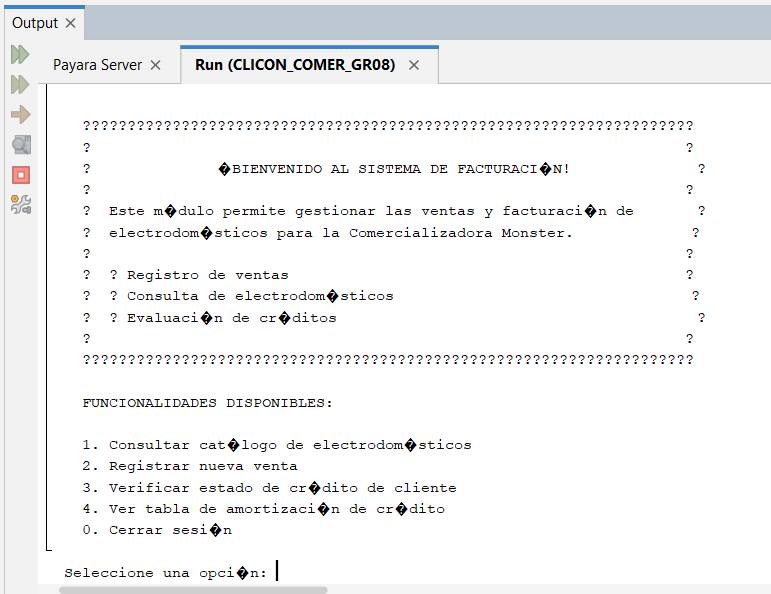 Output ×
Payara Server × Run (CLICON_COMER_GR08) ×
????????????????????????????????????????????????????????????????????
? ?
? �BIENVENIDO AL SISTEMA DE FACTURACI�N! ?
? ?
? Este m�dulo permite gestionar las ventas y facturaci�n de ?
? electrodom�sticos para la Comercializadora Monster. ?
? ?
? ? Registro de ventas ?
? ? Consulta de electrodom�sticos ?
? ? Evaluaci�n de cr�ditos ?
? ?
????????????????????????????????????????????????????????????????????
FUNCIONALIDADES DISPONIBLES:
1. Consultar cat�logo de electrodom�sticos
2. Registrar nueva venta
3. Verificar estado de cr�dito de cliente
4. Ver tabla de amortizaci�n de cr�dito
0. Cerrar sesi�n
Seleccione una opci�n: